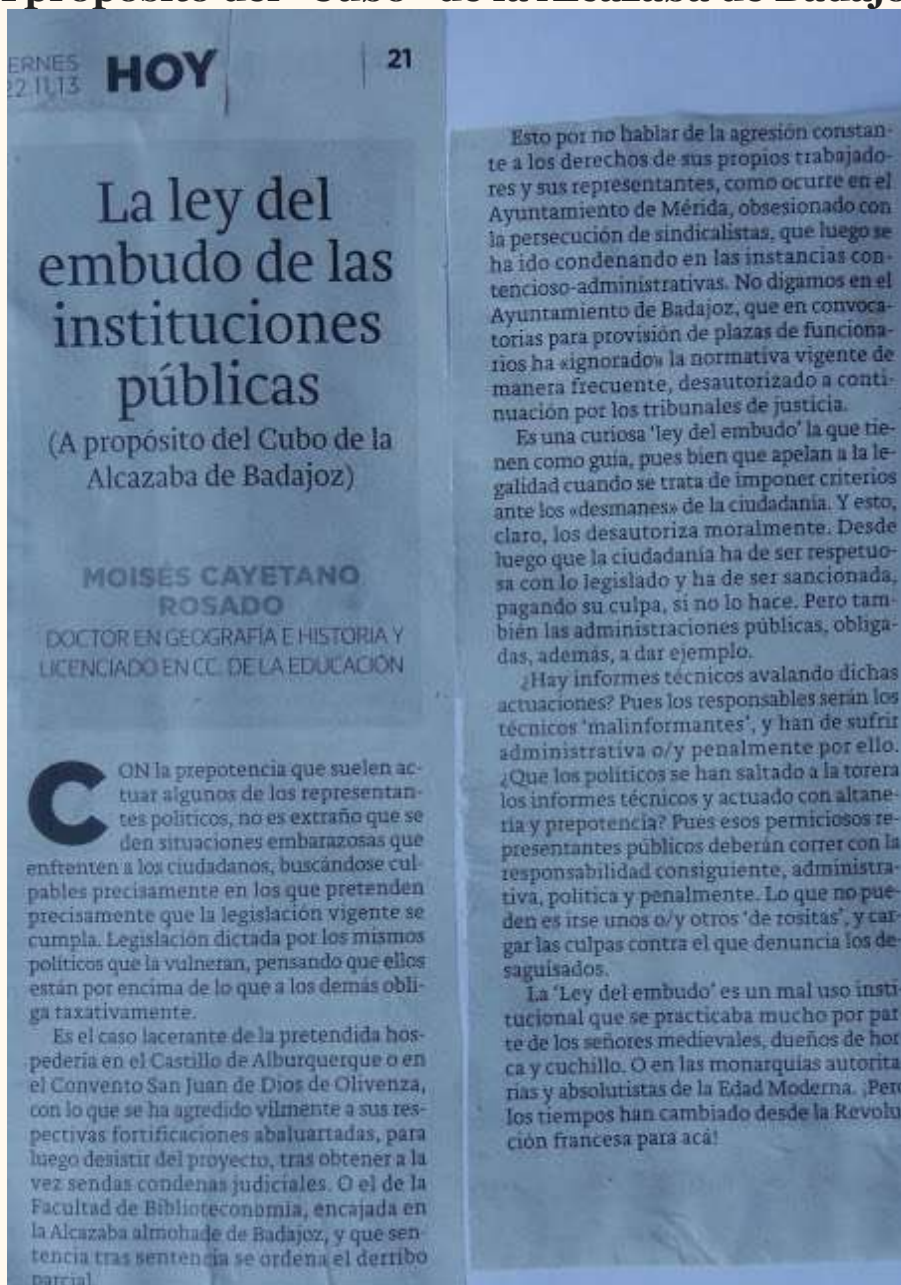 propósito del "Cubo" de la Alcazaba de Badajo
ERNES
22.11.13
HOY
21
La ley del
embudo de las
instituciones
públicas
(A propósito del Cubo de la
Alcazaba de Badajoz)
MOISÉS CAYETANO
ROSADO
DOCTOR EN GEOGRAFÍA E HISTORIA Y
LICENCIADO EN CC. DE LA EDUCACIÓN
CON la prepotencia que suelen ac-
tuar algunos de los representan-
tes políticos, no es extraño que se
den situaciones embarazosas que
enfrenten a los ciudadanos, buscándose cul-
pables precisamente en los que pretenden
precisamente que la legislación vigente se
cumpla. Legislación dictada por los mismos
políticos que la vulneran, pensando que ellos
están por encima de lo que a los demás obli-
ga taxativamente.
Es el caso lacerante de la pretendida hos-
pedería en el Castillo de Alburquerque o en
el Convento San Juan de Dios de Olivenza,
con lo que se ha agredido vilmente a sus res-
pectivas fortificaciones abaluartadas, para
luego desistir del proyecto, tras obtener a la
vez sendas condenas judiciales. O el de la
Facultad de Biblioteconomía, encajada en
la Alcazaba almohade de Badajoz, y que sen-
tencia tras sentencia se ordena el derribo
parcial
Esto por no hablar de la agresión constan-
te a los derechos de sus propios trabajado-
res y sus representantes, como ocurre en el
Ayuntamiento de Mérida, obsesionado con
la persecución de sindicalistas, que luego se
ha ido condenando en las instancias con-
tencioso-administrativas. No digamos en el
Ayuntamiento de Badajoz, que en convoca-
torias para provisión de plazas de funciona-
rios ha «ignorado» la normativa vigente de
manera frecuente, desautorizado a conti-
nuación por los tribunales de justicia.
Es una curiosa 'ley del embudo' la que tie-
nen como guía, pues bien que apelan a la le-
galidad cuando se trata de imponer criterios
ante los «desmanes» de la ciudadanía. Y esto,
claro, los desautoriza moralmente. Desde
luego que la ciudadanía ha de ser respetuo-
sa con lo legislado y ha de ser sancionada,
pagando su culpa, si no lo hace. Pero tam-
bién las administraciones públicas, obliga-
das, además, a dar ejemplo.
¿Hay informes técnicos avalando dichas
actuaciones? Pues los responsables serán los
técnicos 'malinformantes', y han de sufrir
administrativa o/y penalmente por ello.
¿Que los políticos se han saltado a la torera
los informes técnicos y actuado con altane-
ría y prepotencia? Pues esos perniciosos re-
presentantes públicos deberán correr con la
responsabilidad consiguiente, administra-
tiva, política y penalmente. Lo que no pue-
den es irse unos o/y otros 'de rositas', y car-
gar las culpas contra el que denuncia los de-
saguisados.
La 'Ley del embudo' es un mal uso insti-
tucional que se practicaba mucho por par
te de los señores medievales, dueños de hor
ca y cuchillo. O en las monarquías autorita
rias y absolutistas de la Edad Moderna. ¡Pero
los tiempos han cambiado desde la Revolu
ción francesa para acá!